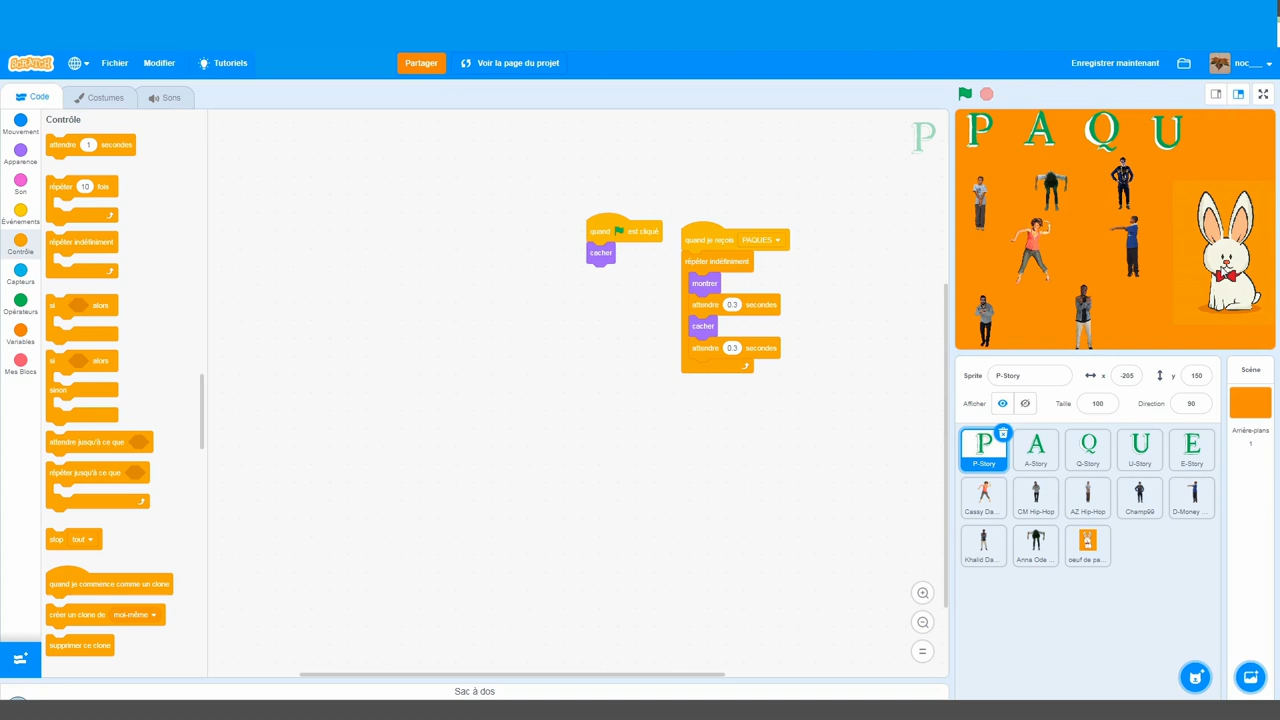 SCRATCH
Fichier
Modifier
Tutoriels
Partager
Voir la page du projet
Enregistrer maintenant
noc___
Code
Costumes
Sons
Mouvement
Apparence
Son
Événements
Contrôle
Capteurs
Opérateurs
Variables
Mes Blocs
Contrôle
attendre 1 secondes
répéter 10 fois
répéter indéfiniment
si alors
si alors
sinon
attendre jusqu'à ce que
répéter jusqu'à ce que
stop tout
quand je commence comme un clone
créer un clone de moi-même
supprimer ce clone
P
quand est cliqué
cacher
quand je reçois PAQUES
répéter indéfiniment
montrer
attendre 0.3 secondes
cacher
attendre 0.3 secondes
Sac à dos
P A Q U
Sprite P-Story x -205 y 150
Afficher Taille 100 Direction 90
P A Q U E
P-Story A-Story Q-Story U-Story E-Story
Cassy Da... CM Hip-Hop AZ Hip-Hop Champ99 D-Money ...
Khalid Da... Anna Ode ... oeuf de pa...
Scène
Arrière-plans
1